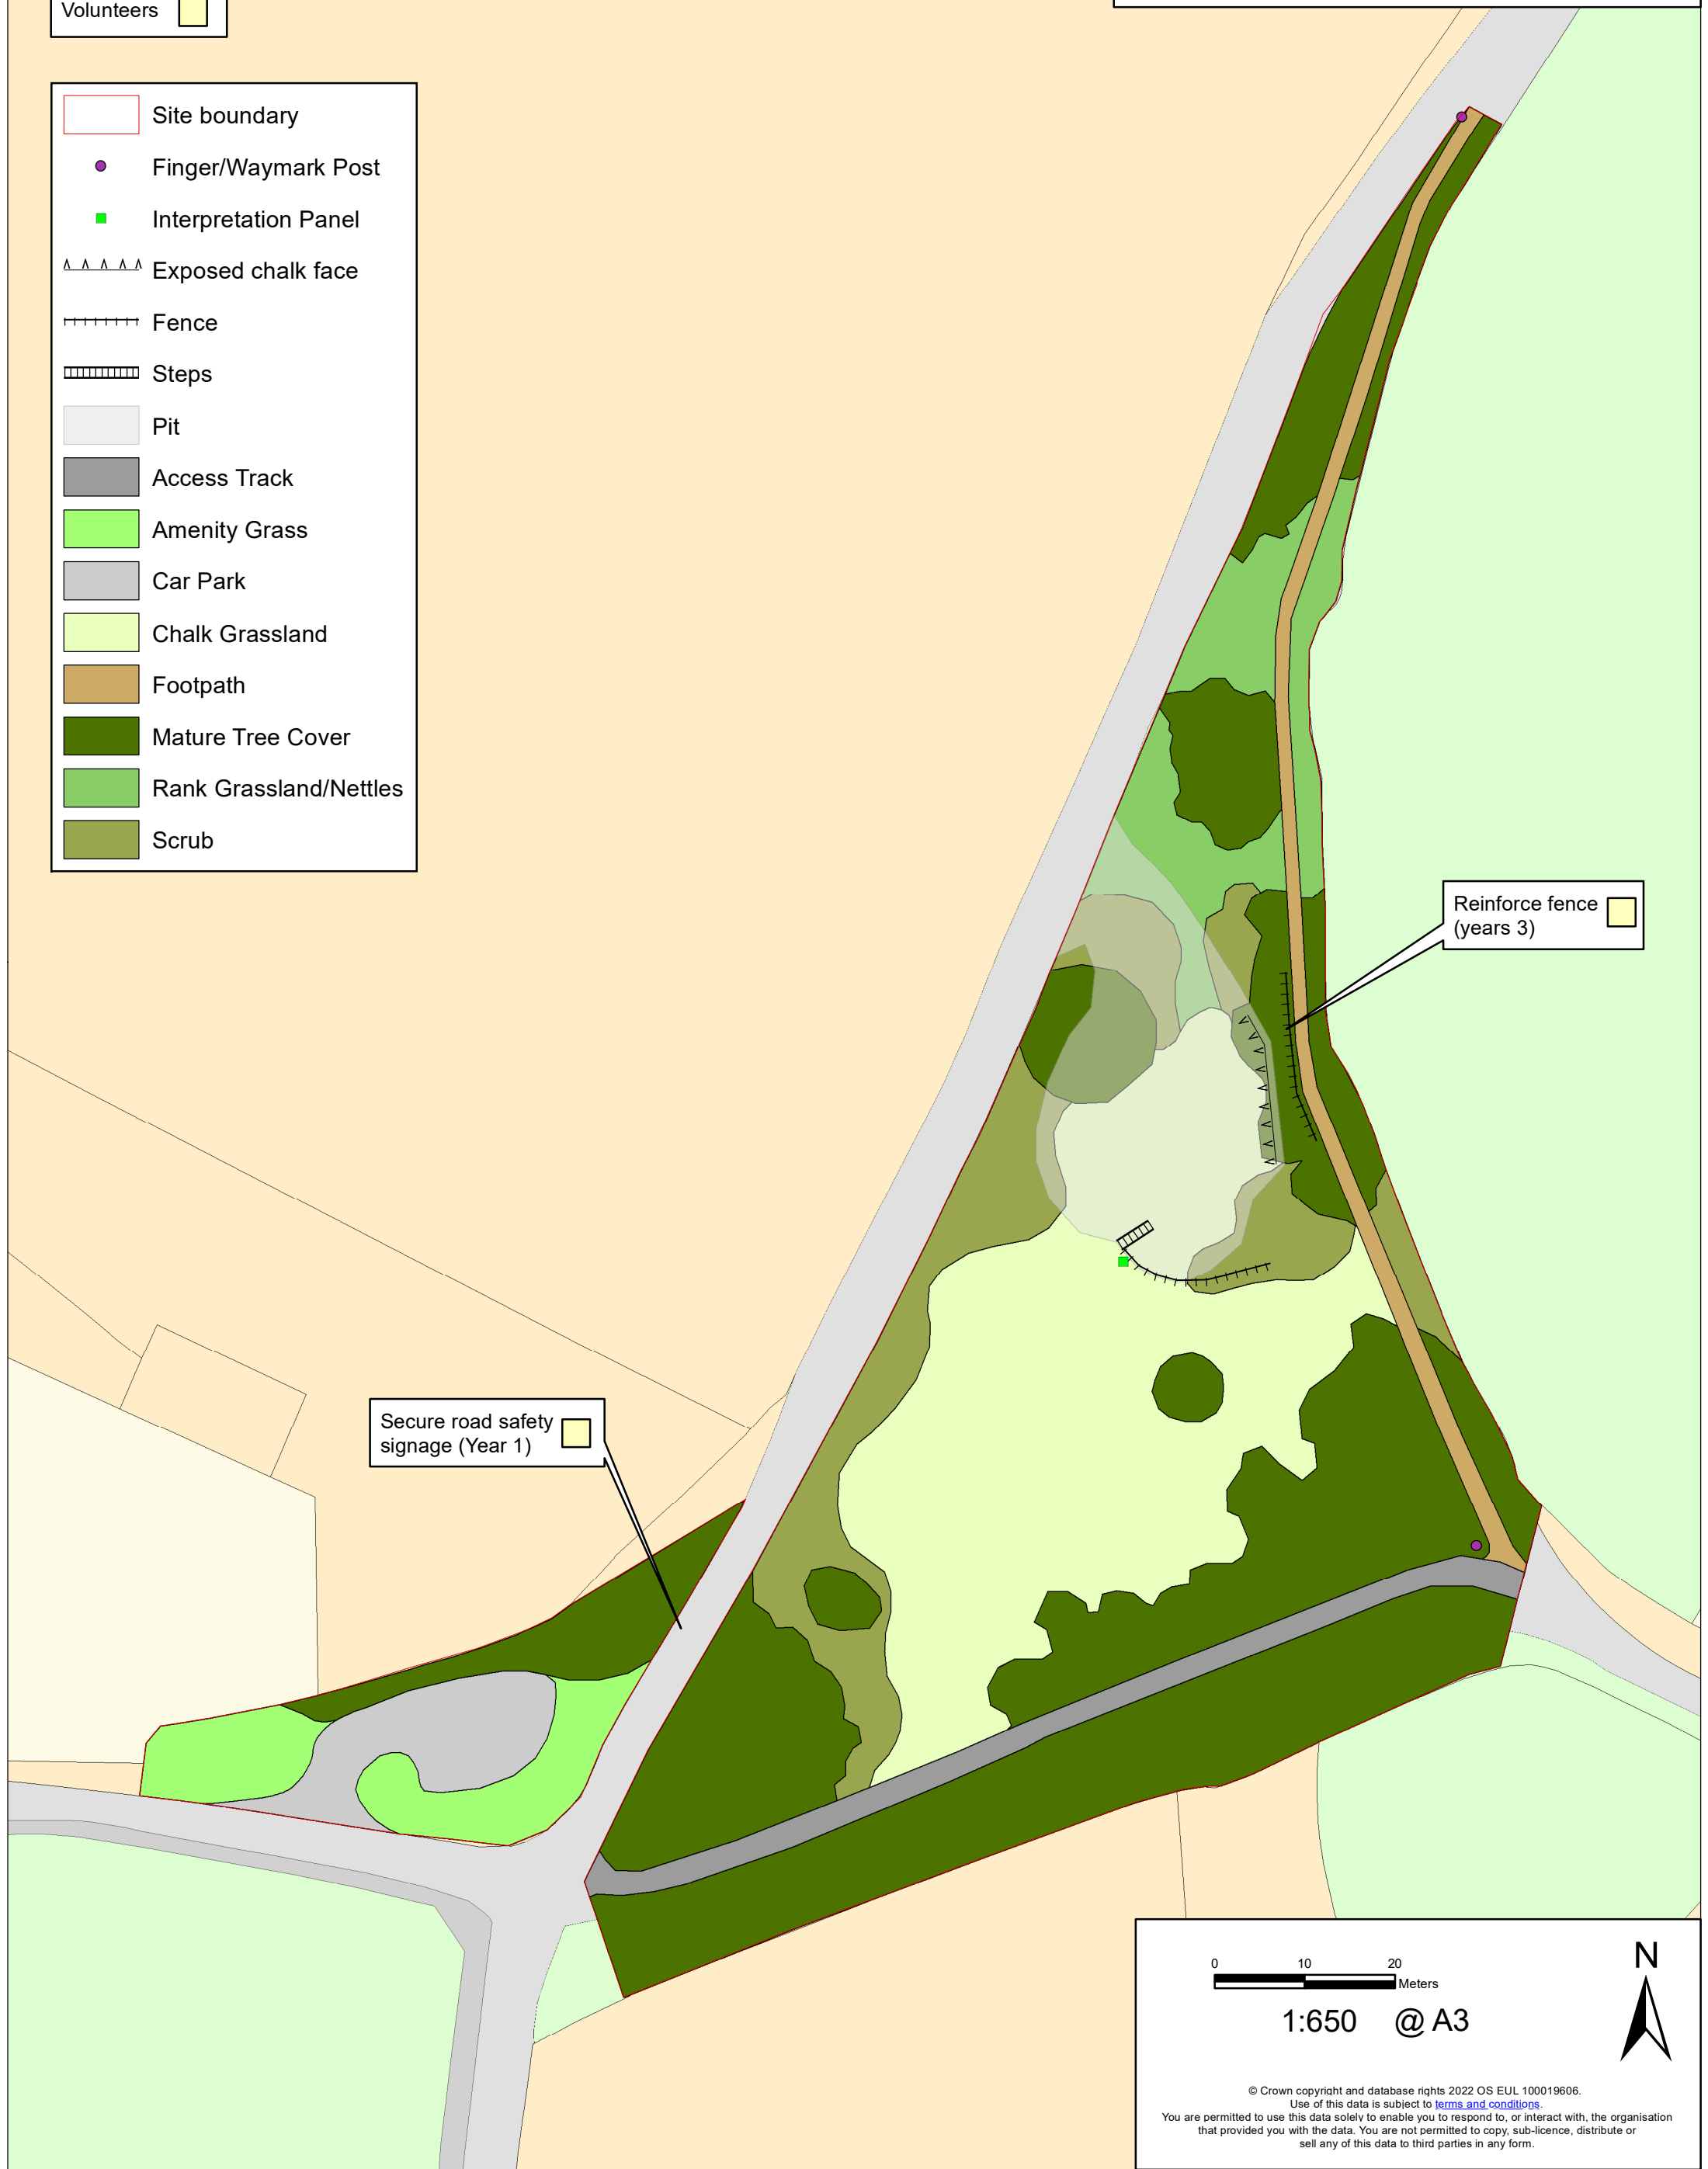 Volunteers
Site boundary
Finger/Waymark Post
Interpretation Panel
Exposed chalk face
Fence
Steps
Pit
Access Track
Amenity Grass
Car Park
Chalk Grassland
Footpath
Mature Tree Cover
Rank Grassland/Nettles
Scrub
Reinforce fence
(years 3)
Secure road safety
signage (Year 1)
0 10 20
Meters
1:650 @ A3
N
© Crown copyright and database rights 2022 OS EUL 100019606.
Use of this data is subject to terms and conditions.
You are permitted to use this data solely to enable you to respond to, or interact with, the organisation
that provided you with the data. You are not permitted to copy, sub-licence, distribute or
sell any of this data to third parties in any form.